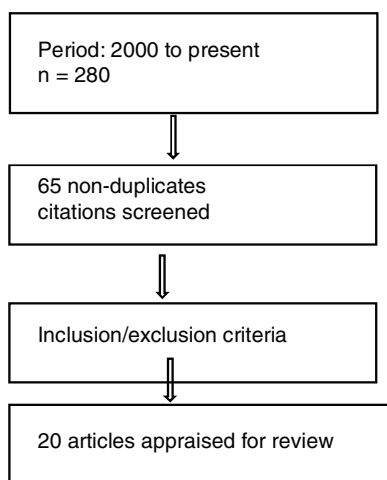 Period: 2000 to present
n = 280
65 non-duplicates
citations screened
Inclusion/exclusion criteria
20 articles appraised for review